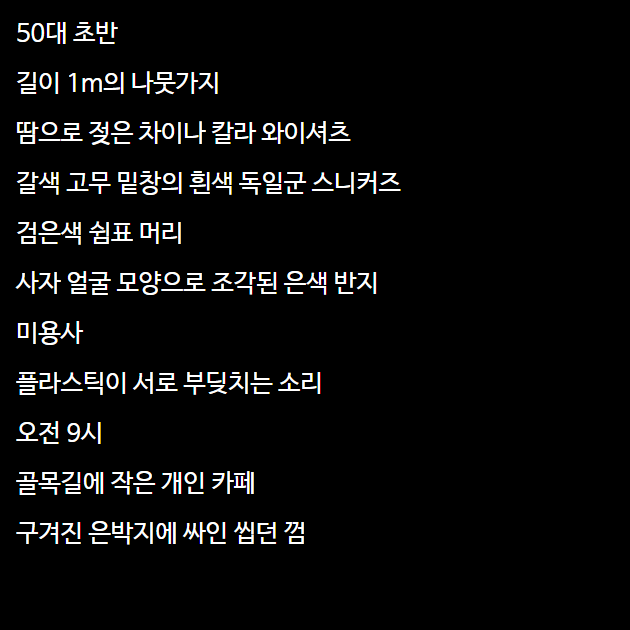 50대 초반
길이 1m의 나뭇가지
땀으로 젖은 차이나 칼라 와이셔츠
갈색 고무 밑창의 흰색 독일군 스니커즈
검은색 쉼표 머리
사자 얼굴 모양으로 조각된 은색 반지
미용사
플라스틱이 서로 부딪치는 소리
오전 9시
골목길에 작은 개인 카페
구겨진 은박지에 싸인 씹던 껌